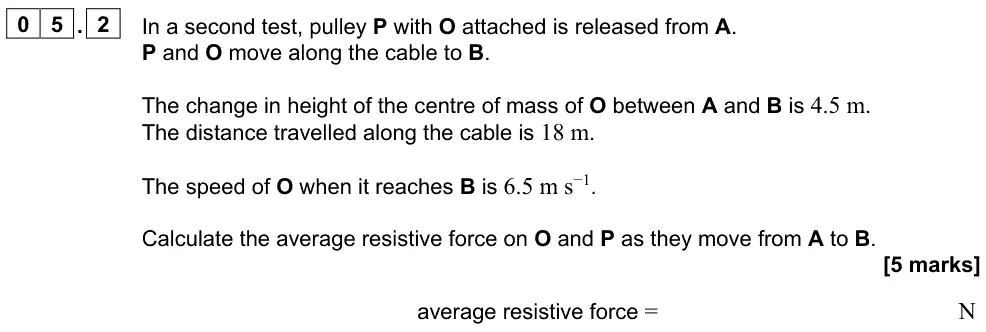 0 5 . 2 In a second test, pulley P with O attached is released from A.
P and O move along the cable to B.
The change in height of the centre of mass of O between A and B is 4.5 m.
The distance travelled along the cable is 18 m.
The speed of O when it reaches B is 6.5 m s⁻¹.
Calculate the average resistive force on O and P as they move from A to B.
[5 marks]
average resistive force = N